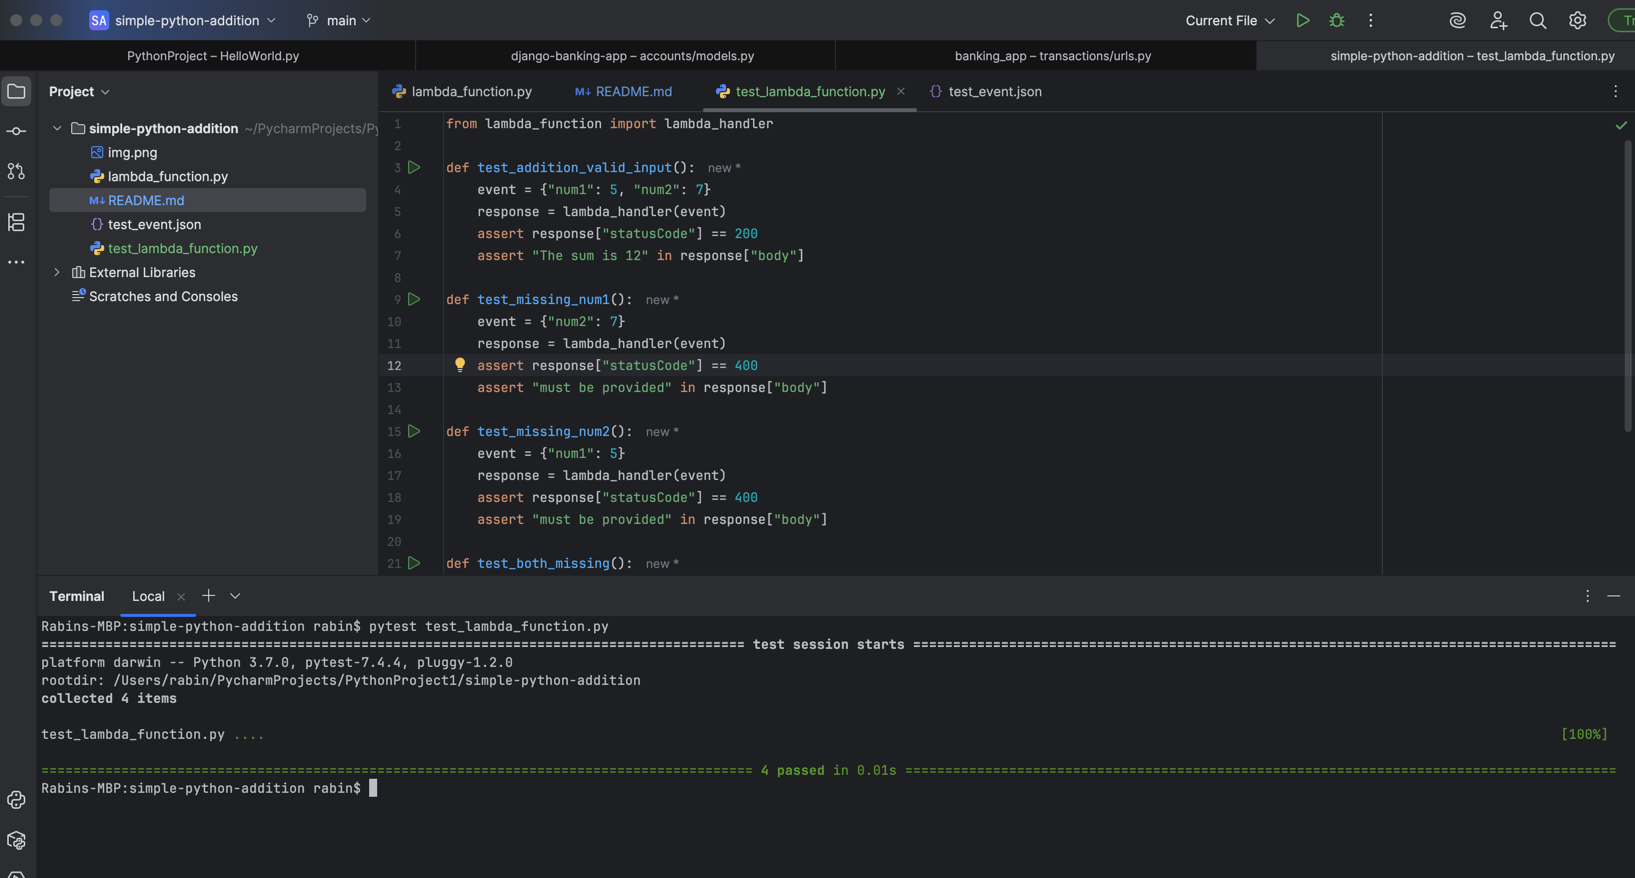 SA simple-python-addition main Current File Tr
PythonProject – HelloWorld.py django-banking-app – accounts/models.py banking_app – transactions/urls.py simple-python-addition – test_lambda_function.py
Project
simple-python-addition ~/PycharmProjects/Py
img.png
lambda_function.py
M↓ README.md
{} test_event.json
test_lambda_function.py
External Libraries
Scratches and Consoles
lambda_function.py M↓ README.md test_lambda_function.py {} test_event.json
1 from lambda_function import lambda_handler
2
3 def test_addition_valid_input(): new *
4 event = {"num1": 5, "num2": 7}
5 response = lambda_handler(event)
6 assert response["statusCode"] == 200
7 assert "The sum is 12" in response["body"]
8
9 def test_missing_num1(): new *
10 event = {"num2": 7}
11 response = lambda_handler(event)
12 assert response["statusCode"] == 400
13 assert "must be provided" in response["body"]
14
15 def test_missing_num2(): new *
16 event = {"num1": 5}
17 response = lambda_handler(event)
18 assert response["statusCode"] == 400
19 assert "must be provided" in response["body"]
20
21 def test_both_missing(): new *
Terminal Local
Rabins-MBP:simple-python-addition rabin$ pytest test_lambda_function.py
======================================================================================== test session starts ========================================================================================
platform darwin -- Python 3.7.0, pytest-7.4.4, pluggy-1.2.0
rootdir: /Users/rabin/PycharmProjects/PythonProject1/simple-python-addition
collected 4 items
test_lambda_function.py .... [100%]
========================================================================================= 4 passed in 0.01s =========================================================================================
Rabins-MBP:simple-python-addition rabin$